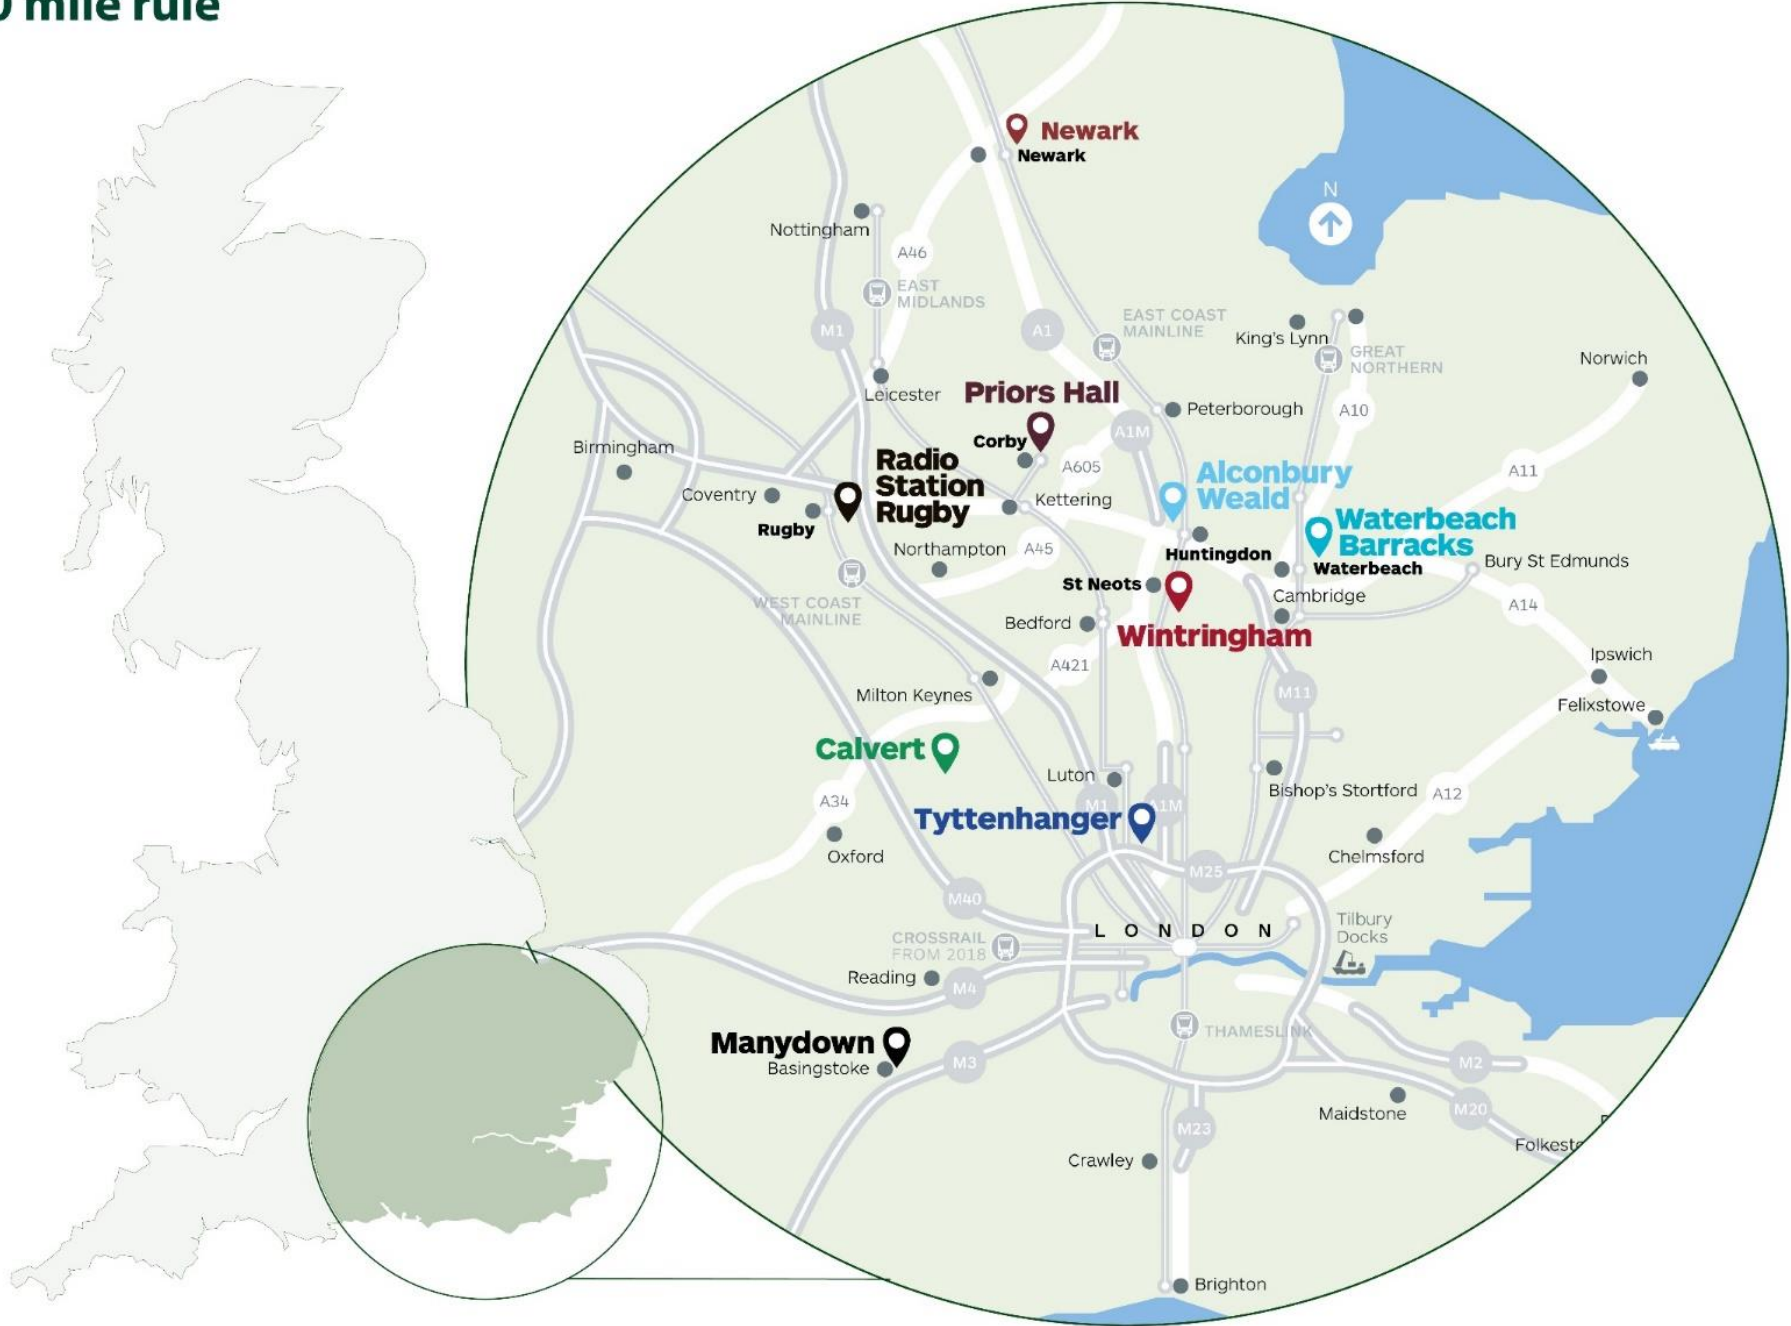 mile rule
Newark
Newark
N
Nottingham
A46
EAST
MIDLANDS
M1
A1
EAST COAST
MAINLINE
King's Lynn
GREAT
NORTHERN
Norwich
Leicester
Priors Hall
Peterborough
A10
A1M
Corby
A605
Birmingham
Radio
Station
Rugby
Alconbury
Weald
A11
Coventry
Kettering
Rugby
Waterbeach
Barracks
Northampton
A45
Huntingdon
Waterbeach
Bury St Edmunds
St Neots
Cambridge
WEST COAST
MAINLINE
A14
Bedford
Wintringham
A421
Ipswich
Milton Keynes
M11
Felixstowe
Calvert
Luton
Bishop's Stortford
A12
A34
M1
A1M
Tyttenhanger
Oxford
Chelmsford
M25
M40
LONDON
Tilbury
Docks
CROSSRAIL
FROM 2018
Reading
M4
THAMESLINK
Manydown
Basingstoke
M3
M2
Maidstone
M20
M23
Folkest
Crawley
Brighton